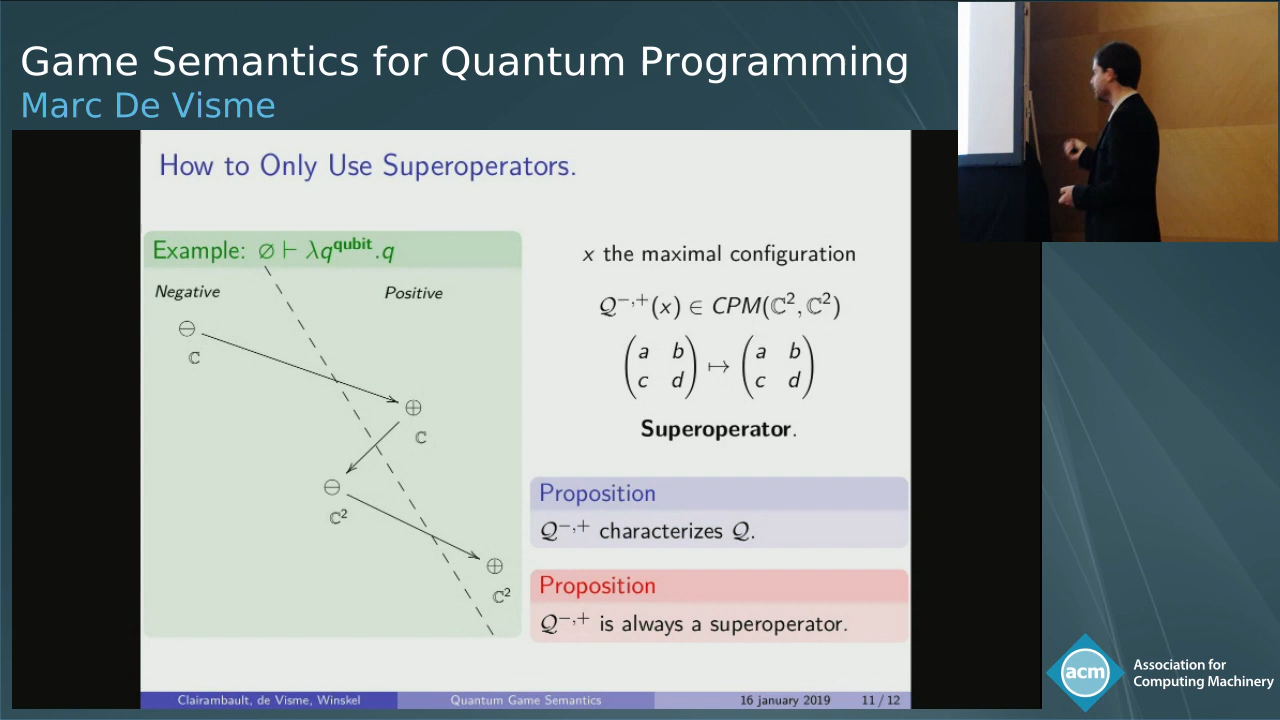 Game Semantics for Quantum Programming
Marc De Visme
How to Only Use Superoperators.
Example: ∅ ⊢ λq^qubit.q
Negative
Positive
⊖
ℂ
⊕
ℂ
⊖
ℂ²
⊕
ℂ²
x the maximal configuration
𝒬⁻,⁺(x) ∈ CPM(ℂ², ℂ²)
(a b) ↦ (a b)
(c d) (c d)
Superoperator.
Proposition
𝒬⁻,⁺ characterizes 𝒬.
Proposition
𝒬⁻,⁺ is always a superoperator.
Clairambault, de Visme, Winskel
Quantum Game Semantics
16 january 2019
11 / 12
acm
Association for
Computing Machinery